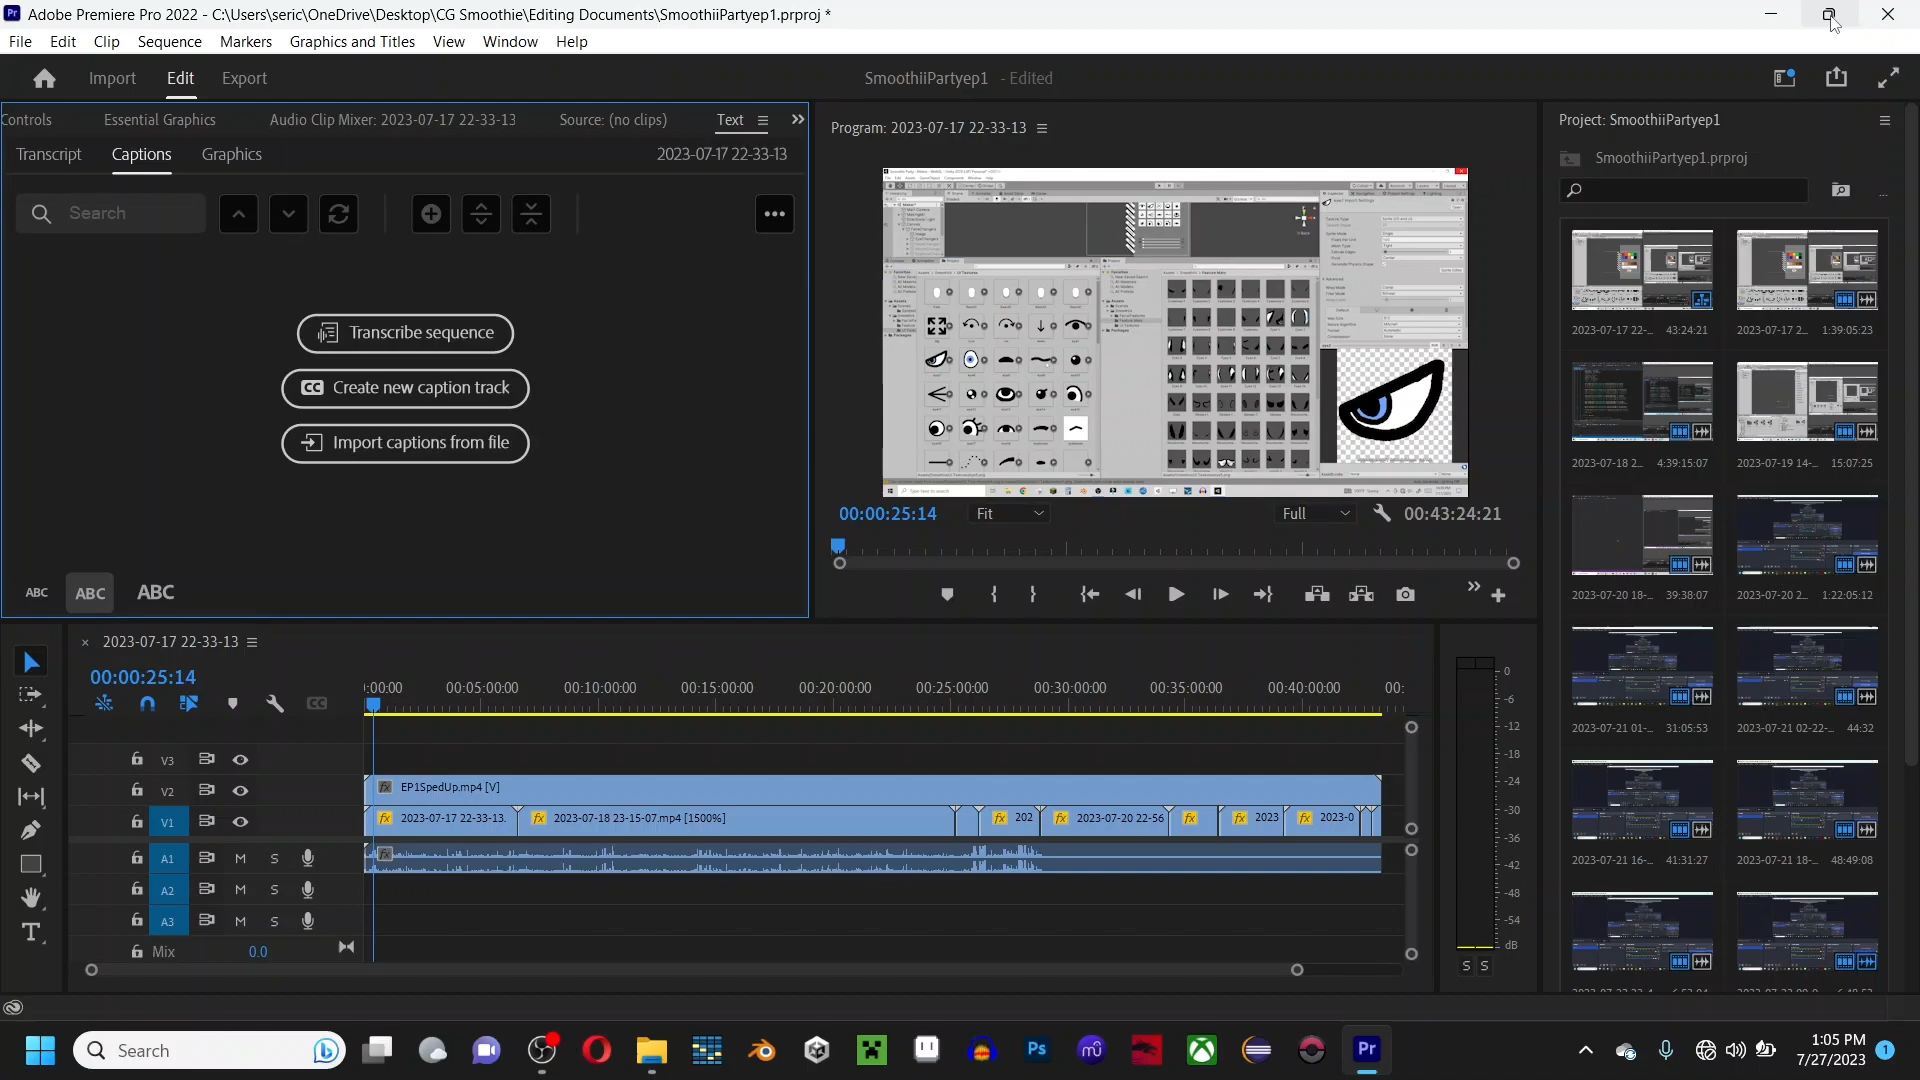 Adobe Premiere Pro 2022 - C:\Users\seric\OneDrive\Desktop\CG Smoothie\Editing Documents\SmoothiiPartyep1.prproj *
File Edit Clip Sequence Markers Graphics and Titles View Window Help
Import Edit Export
SmoothiiPartyep1 - Edited
Controls Essential Graphics Audio Clip Mixer: 2023-07-17 22-33-13 Source: (no clips) Text
Transcript Captions Graphics 2023-07-17 22-33-13
Search
Transcribe sequence
CC Create new caption track
Import captions from file
ABC ABC ABC
Program: 2023-07-17 22-33-13
00:00:25:14 Fit Full 00:43:24:21
Project: SmoothiiPartyep1
SmoothiiPartyep1.prproj
2023-07-17 22-... 43:24:21 2023-07-17 2... 1:39:05:23
2023-07-18 2... 4:39:15:07 2023-07-19 14-... 15:07:25
2023-07-20 18-... 39:38:07 2023-07-20 2... 1:22:05:12
2023-07-21 01-... 31:05:53 2023-07-21 02-22-... 44:32
2023-07-21 16-... 41:31:27 2023-07-21 18-... 48:49:08
2023-07-17 22-33-13
00:00:25:14
:00:00 00:05:00:00 00:10:00:00 00:15:00:00 00:20:00:00 00:25:00:00 00:30:00:00 00:35:00:00 00:40:00:00 00:
CC
V3
V2 fx EP1SpedUp.mp4 [V]
V1 fx 2023-07-17 22-33-13. fx 2023-07-18 23-15-07.mp4 [1500%] fx 202 fx 2023-07-20 22-56 fx fx 2023 fx 2023-0
A1 M S fx
A2 M S
A3 M S
Mix 0.0
0
-6
-12
-18
-24
-30
-36
-42
-48
-54
dB
S S
Search
Ps
Pr
1:05 PM
7/27/2023
1